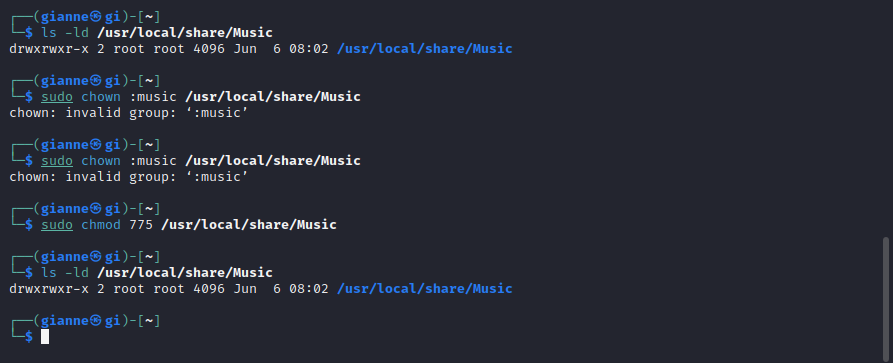 ┌──(gianne㉿gi)-[~]
└─$ ls -ld /usr/local/share/Music
drwxrwxr-x 2 root root 4096 Jun  6 08:02 /usr/local/share/Music
┌──(gianne㉿gi)-[~]
└─$ sudo chown :music /usr/local/share/Music
chown: invalid group: ‘:music’
┌──(gianne㉿gi)-[~]
└─$ sudo chown :music /usr/local/share/Music
chown: invalid group: ‘:music’
┌──(gianne㉿gi)-[~]
└─$ sudo chmod 775 /usr/local/share/Music
┌──(gianne㉿gi)-[~]
└─$ ls -ld /usr/local/share/Music
drwxrwxr-x 2 root root 4096 Jun  6 08:02 /usr/local/share/Music
┌──(gianne㉿gi)-[~]
└─$